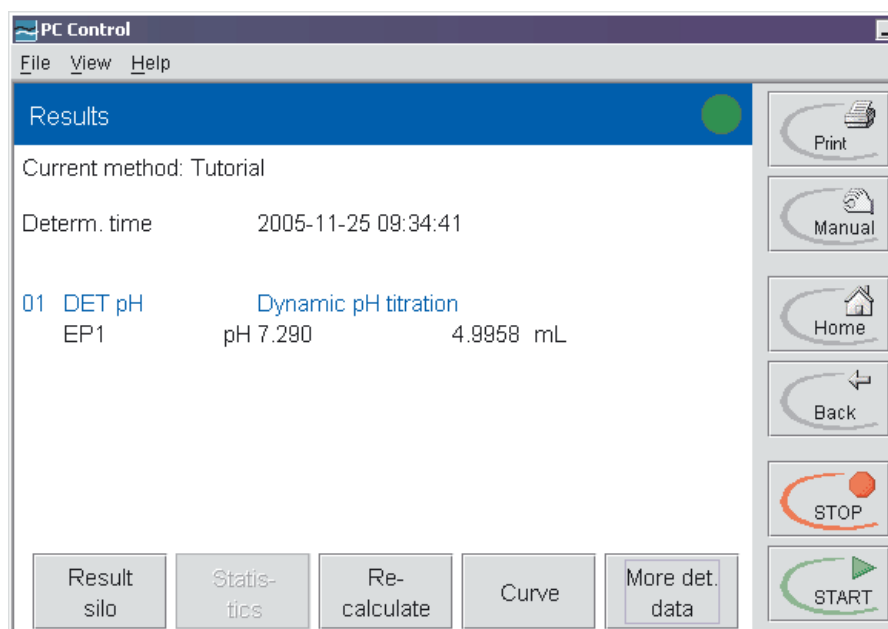 PC Control
File View Help
Results
Current method: Tutorial
Determ. time 2005-11-25 09:34:41
01 DET pH Dynamic pH titration
EP1 pH 7.290 4.9958 mL
Result
silo
Statis-
tics
Re-
calculate
Curve
More det.
data
Print
Manual
Home
Back
STOP
START